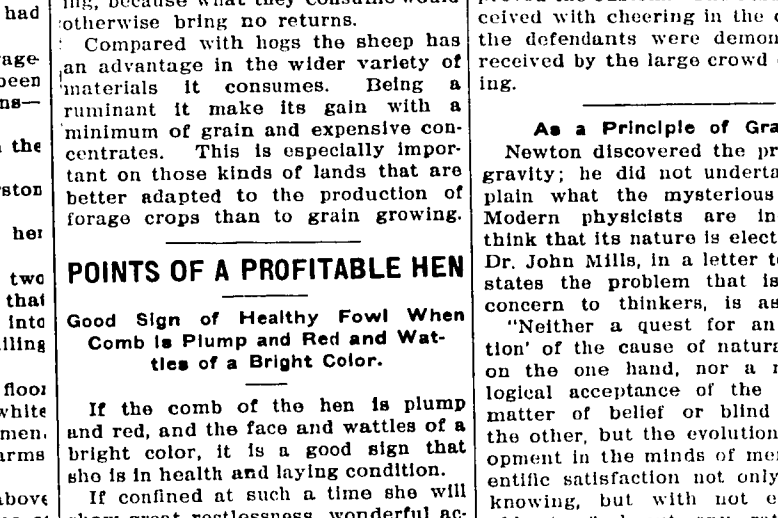 had
rage-
been
ns—
the
rston
her
two
that
into
illing
floor
white
men.
arms
above
ing, because what they consume would
otherwise bring no returns.
Compared with hogs the sheep has
an advantage in the wider variety of
materials it consumes. Being a
ruminant it make its gain with a
minimum of grain and expensive con-
centrates. This is especially impor-
tant on those kinds of lands that are
better adapted to the production of
forage crops than to grain growing.
POINTS OF A PROFITABLE HEN
Good Sign of Healthy Fowl When
Comb Is Plump and Red and Wat-
tles of a Bright Color.
If the comb of the hen is plump
and red, and the face and wattles of a
bright color, it is a good sign that
she is in health and laying condition.
If confined at such a time she will
show great restlessness, wonderful ac-
ceived with cheering in the
the defendants were demon
received by the large crowd
ing.
As a Principle of Gra
Newton discovered the pr
gravity; he did not underta
plain what the mysterious
Modern physicists are in
think that its nature is elect
Dr. John Mills, in a letter to
states the problem that is
concern to thinkers, is as
"Neither a quest for an
tion' of the cause of natura
on the one hand, nor a
logical acceptance of the
matter of belief or blind
the other, but the evolution
opment in the minds of me
entific satisfaction not only
knowing, but with not